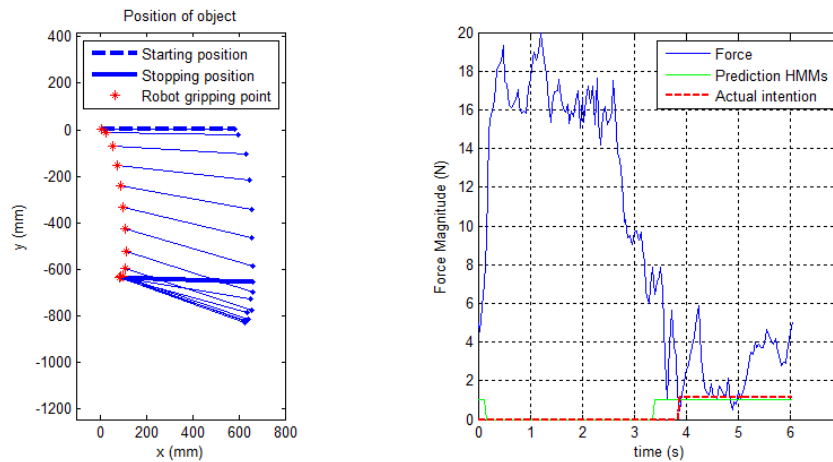 Position of object
400
200
0
-200
-400
-600
-800
-1000
-1200
y (mm)
0
200
400
600
800
x (mm)
Starting position
Stopping position
Robot gripping point
20
18
16
14
12
10
8
6
4
2
0
Force Magnitude (N)
0
1
2
3
4
5
6
time (s)
Force
Prediction HMMs
Actual intention